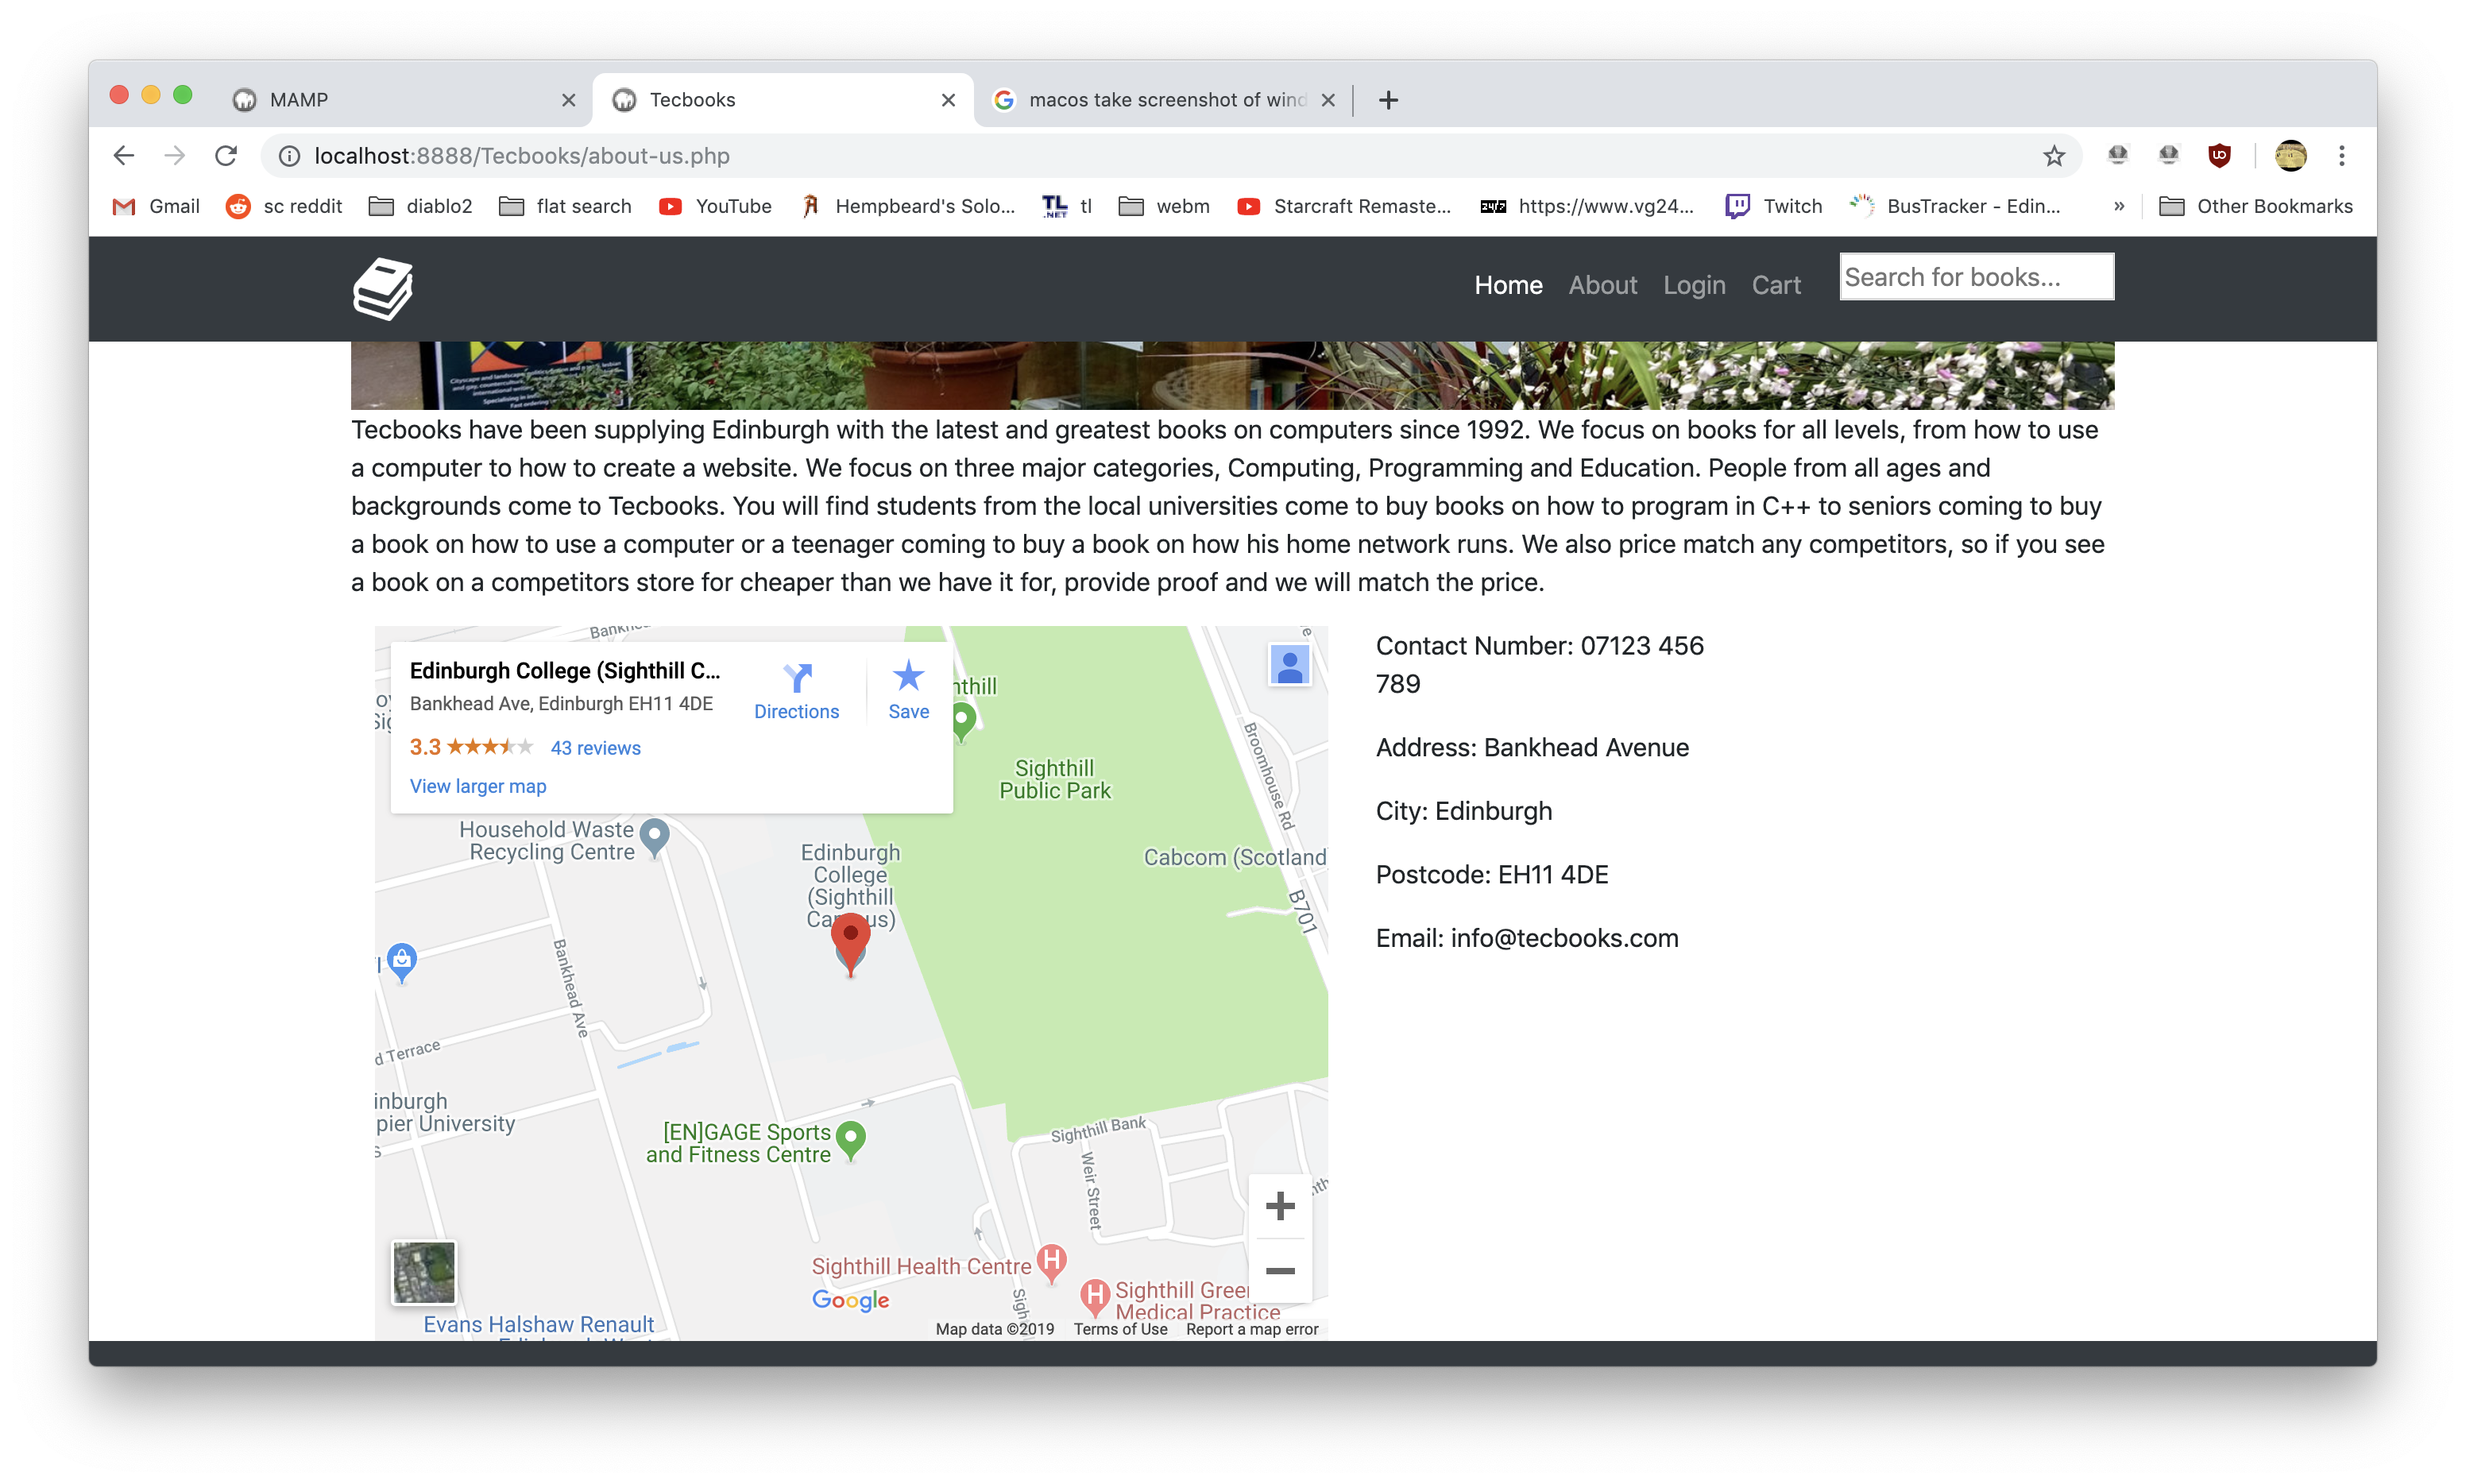 MAMP
Tecbooks
macos take screenshot of wind
localhost:8888/Tecbooks/about-us.php
Gmail
sc reddit
diablo2
flat search
YouTube
Hempbeard's Solo...
TL
.NET
tl
webm
Starcraft Remaste...
24/7
https://www.vg24...
Twitch
BusTracker - Edin...
»
Other Bookmarks
Home
About
Login
Cart
Search for books...
Tecbooks have been supplying Edinburgh with the latest and greatest books on computers since 1992. We focus on books for all levels, from how to use
a computer to how to create a website. We focus on three major categories, Computing, Programming and Education. People from all ages and
backgrounds come to Tecbooks. You will find students from the local universities come to buy books on how to program in C++ to seniors coming to buy
a book on how to use a computer or a teenager coming to buy a book on how his home network runs. We also price match any competitors, so if you see
a book on a competitors store for cheaper than we have it for, provide proof and we will match the price.
Edinburgh College (Sighthill C...
Bankhead Ave, Edinburgh EH11 4DE
3.3
43 reviews
View larger map
Directions
Save
Sighthill
Public Park
Broomhouse Rd
Household Waste
Recycling Centre
Edinburgh
College
(Sighthill
Campus)
Cabcom (Scotland
B701
Bankhead Ave
d Terrace
inburgh
pier University
[EN]GAGE Sports
and Fitness Centre
Sighthill Bank
Weir Street
Sighthill Health Centre
Sighthill Green
Medical Practice
Google
Evans Halshaw Renault
Map data ©2019
Terms of Use
Report a map error
Contact Number: 07123 456
789
Address: Bankhead Avenue
City: Edinburgh
Postcode: EH11 4DE
Email: info@tecbooks.com